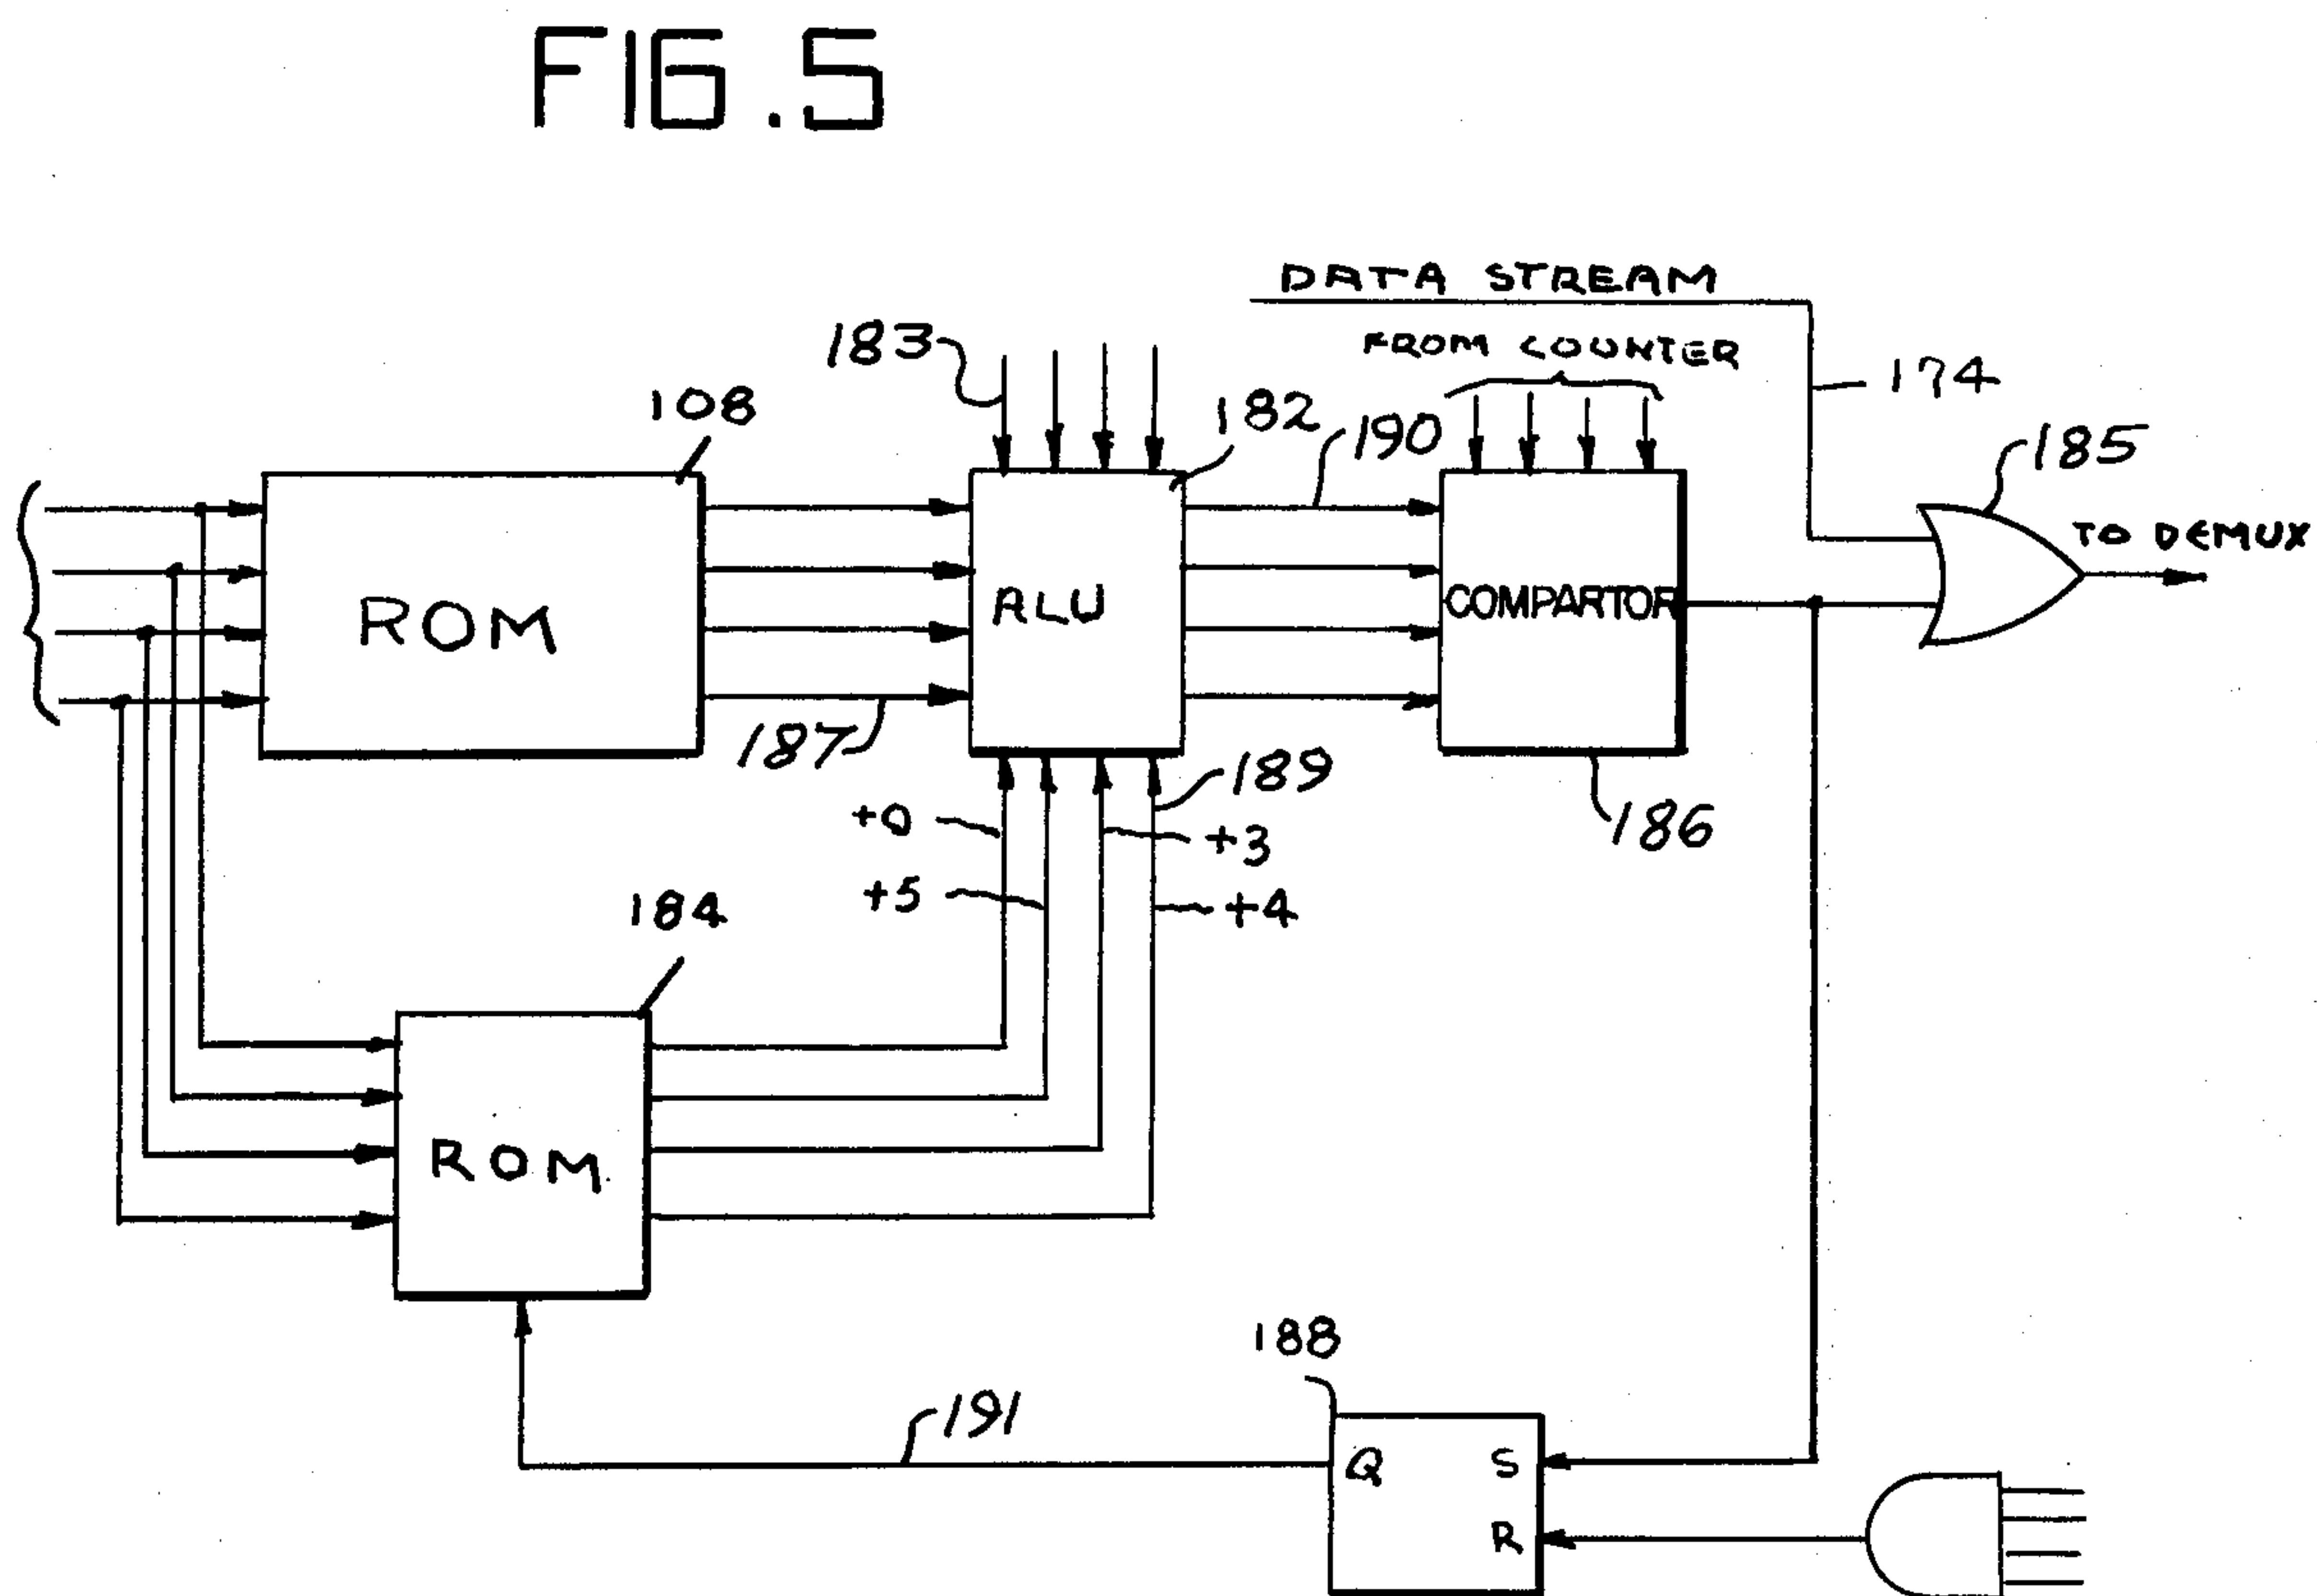 FIG.5
DATA STREAM
FROM COUNTER
183
174
108
182
190
185
TO DEMUX
ROM
ALU
COMPARTOR
187
189
186
+0
+3
+5
+4
184
ROM
188
191
Q
S
R